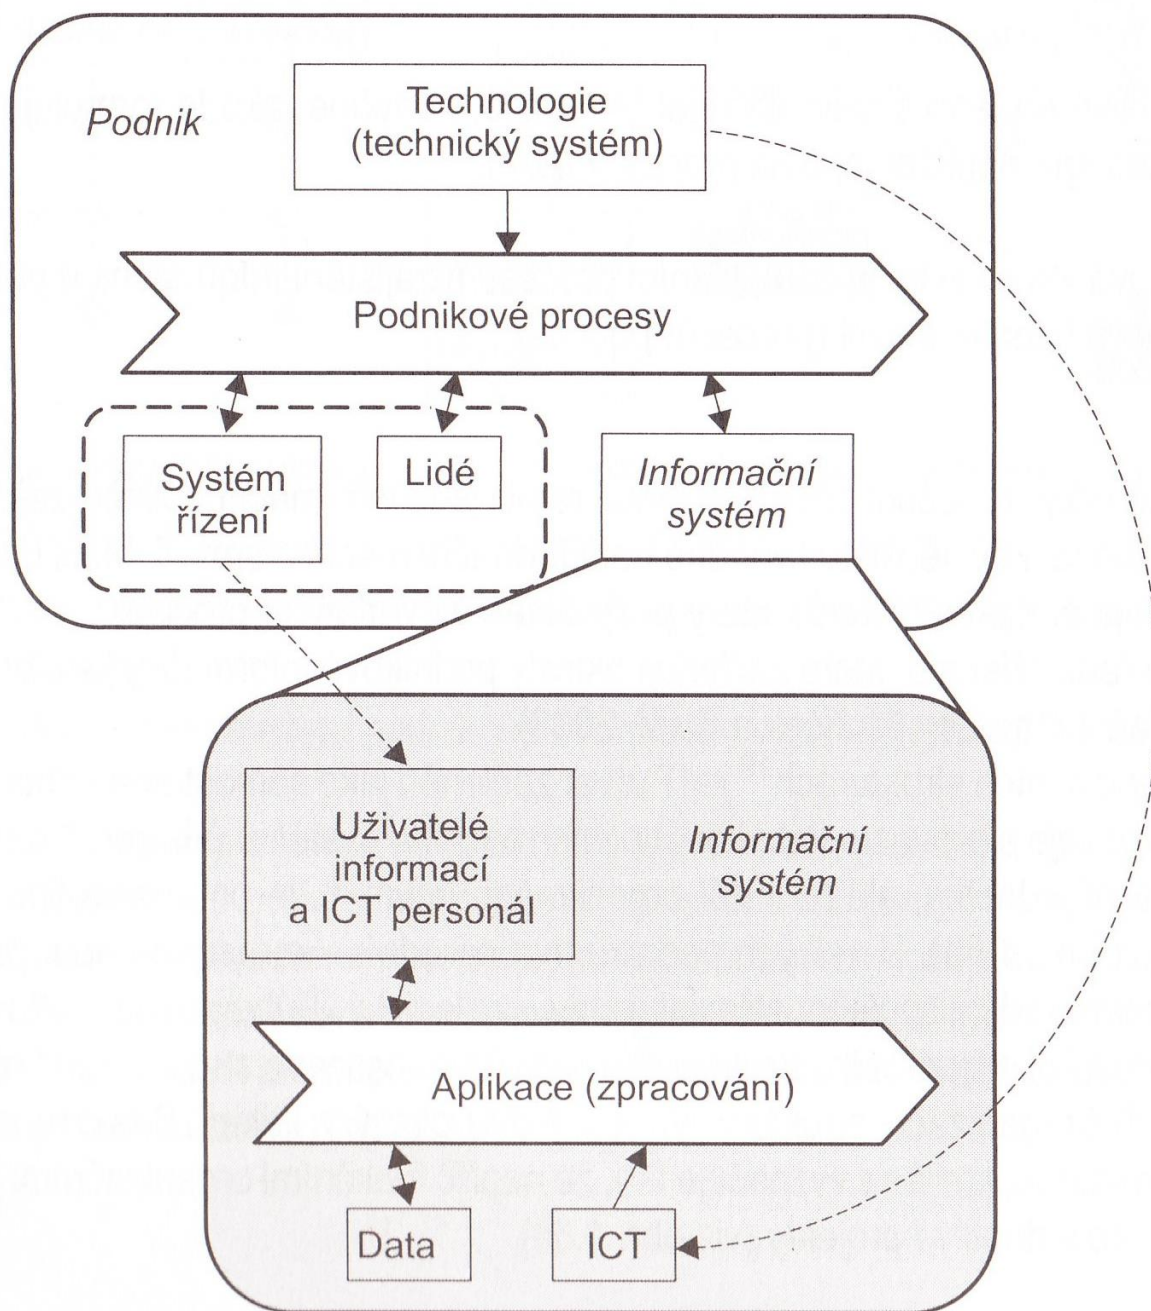 Technologie
(technický systém)
Podnik
Podnikové procesy
Systém
řízení
Lidé
Informační
systém
Uživatelé
informací
a ICT personál
Informační
systém
Aplikace (zpracování)
Data
ICT